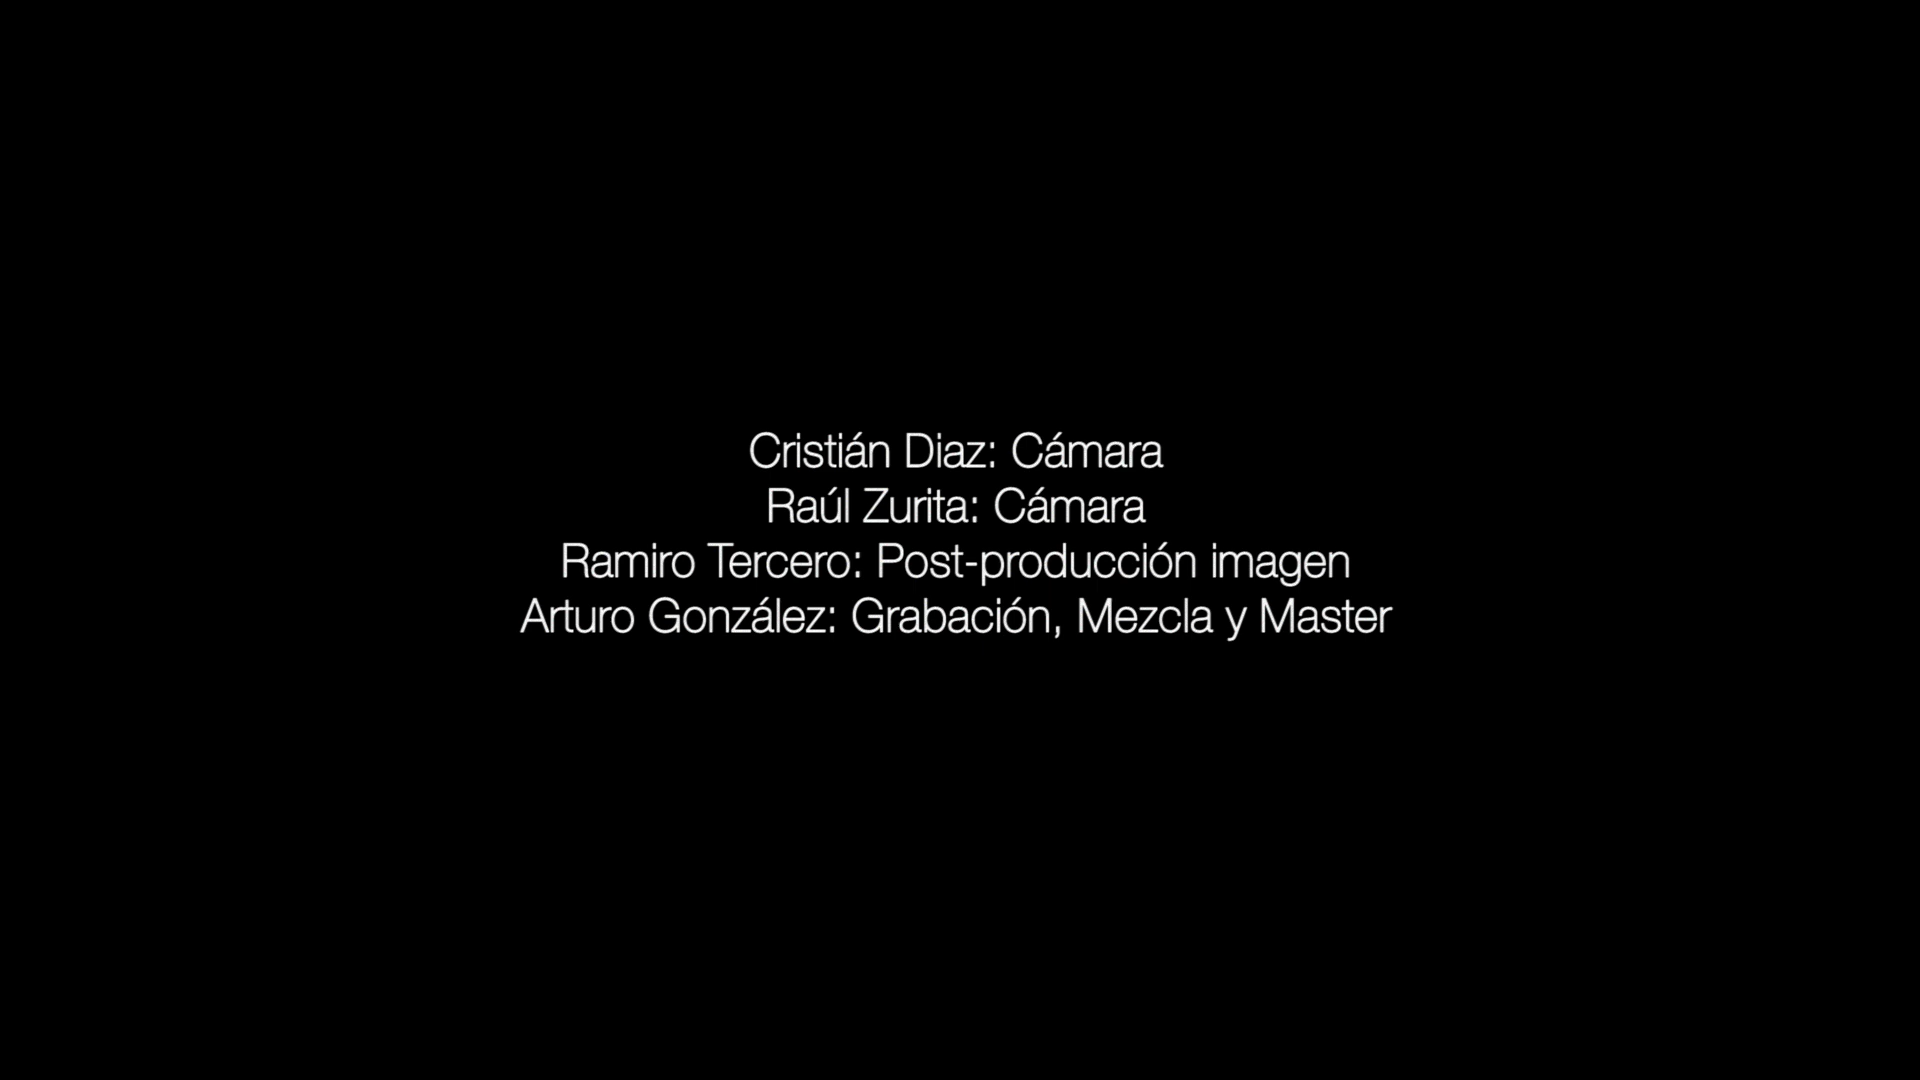 Cristián Diaz: Cámara
Raúl Zurita: Cámara
Ramiro Tercero: Post-producción imagen
Arturo González: Grabación, Mezcla y Master